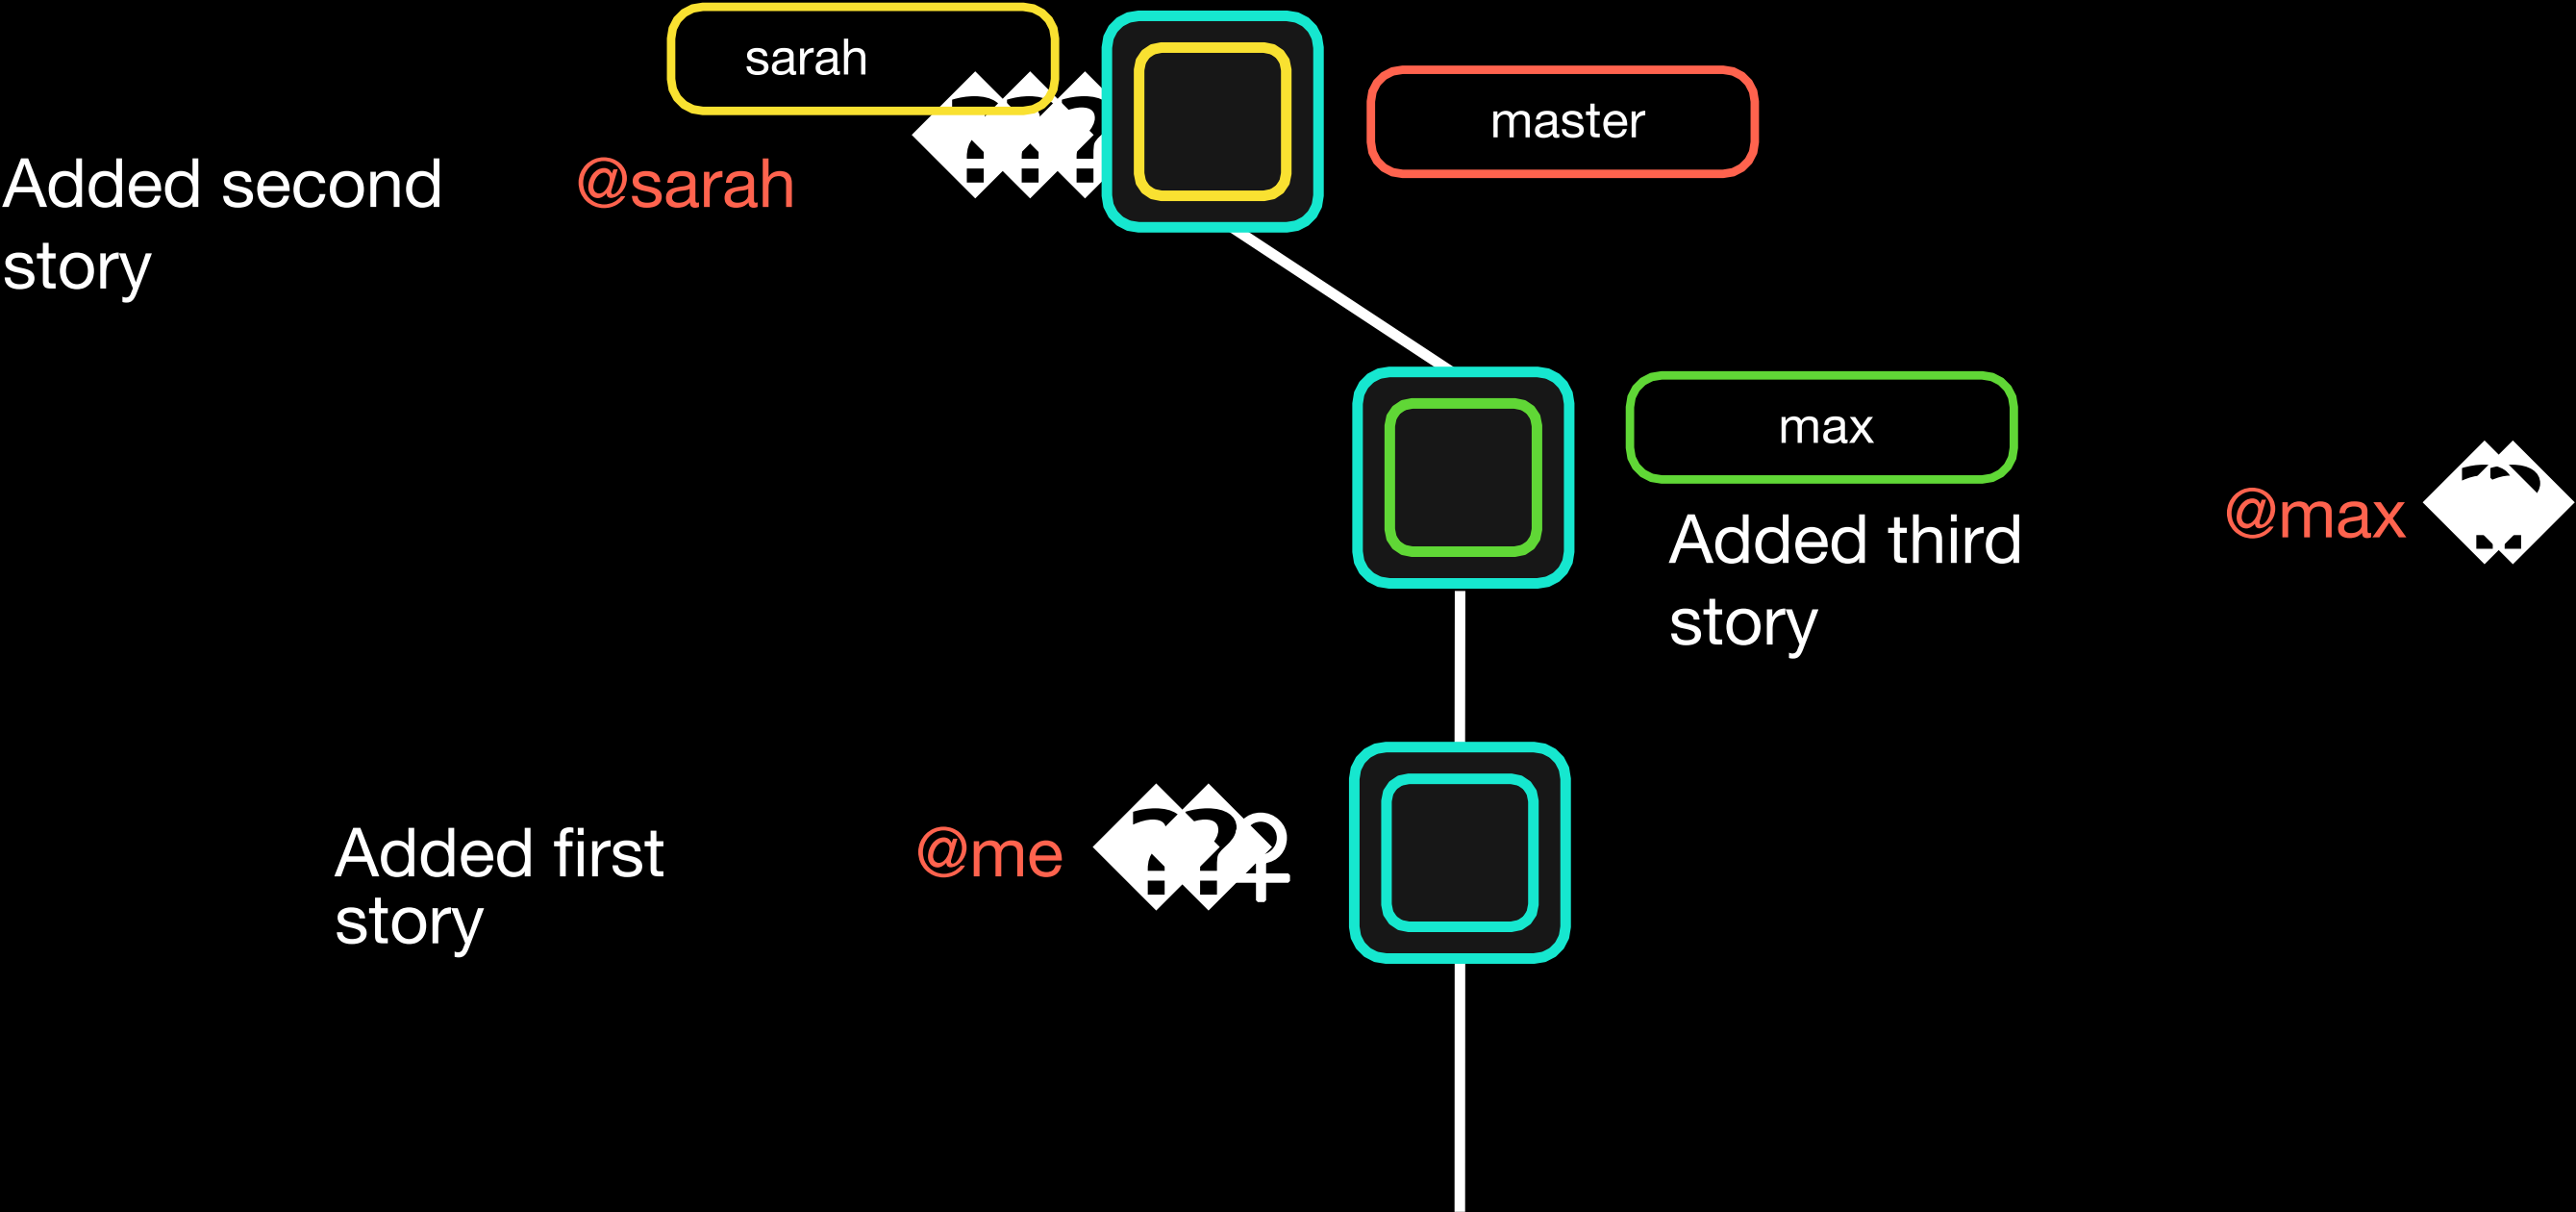 sarah
master
Added second
story
@sarah
max
Added third
story
@max
Added first
story
@me